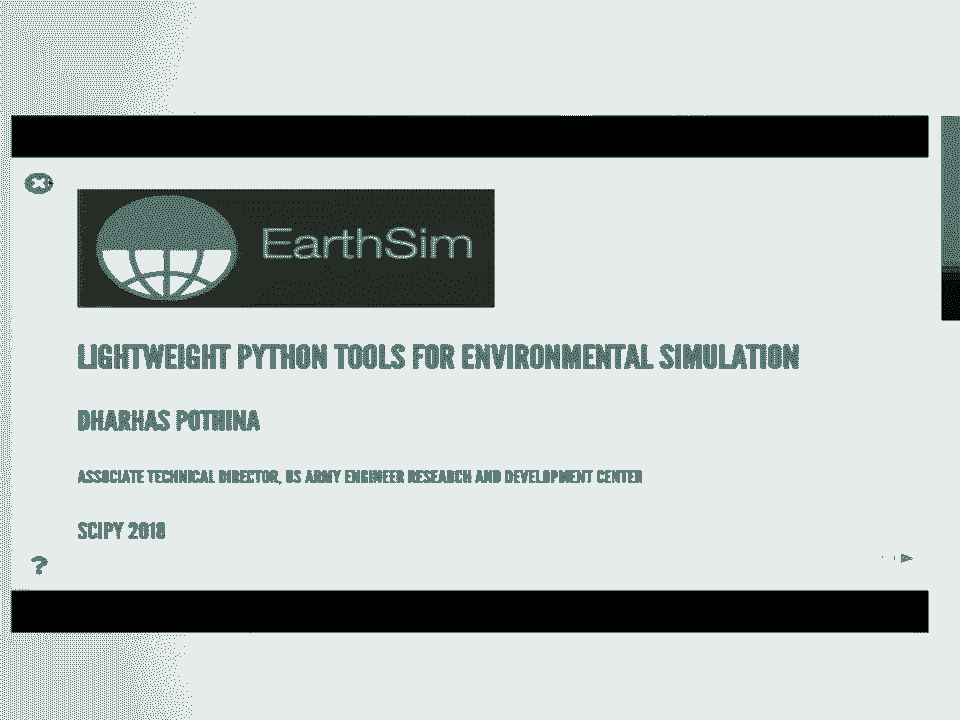 EarthSim
LIGHTWEIGHT PYTHON TOOLS FOR ENVIRONMENTAL SIMULATION
DHARHAS POTHINA
ASSOCIATE TECHNICAL DIRECTOR, US ARMY ENGINEER RESEARCH AND DEVELOPMENT CENTER
SCIPY 2018
?